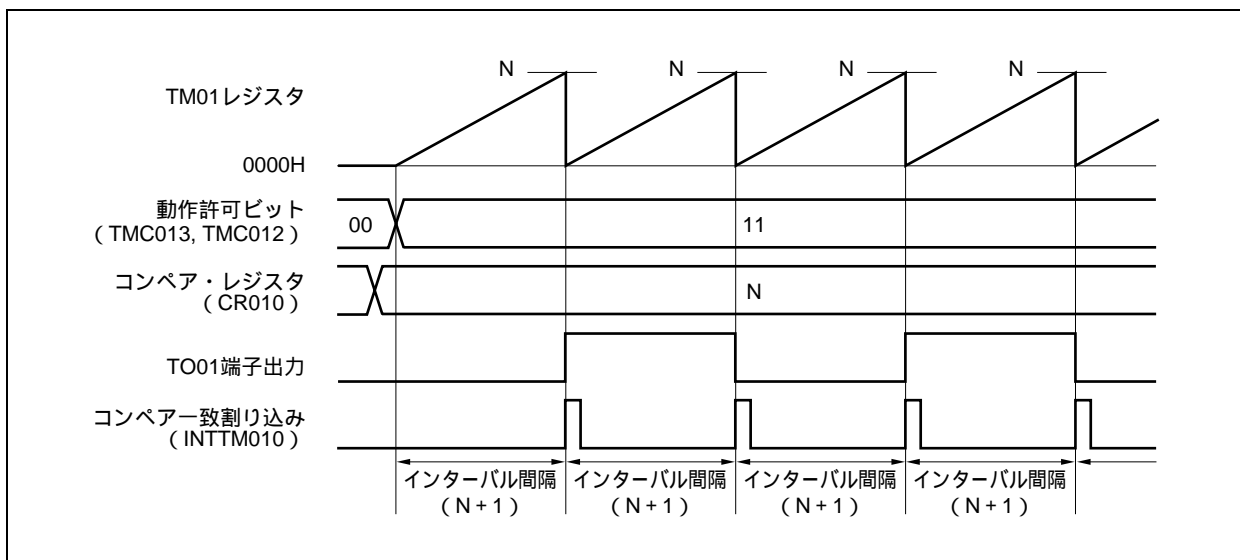 N N N N
TM01レジスタ
0000H
動作許可ビット
（TMC013, TMC012）
00 11
コンペア・レジスタ
（CR010）
N
TO01端子出力
コンペア一致割り込み
（INTTM010）
インターバル間隔 インターバル間隔 インターバル間隔 インターバル間隔
（N + 1） （N + 1） （N + 1） （N + 1）